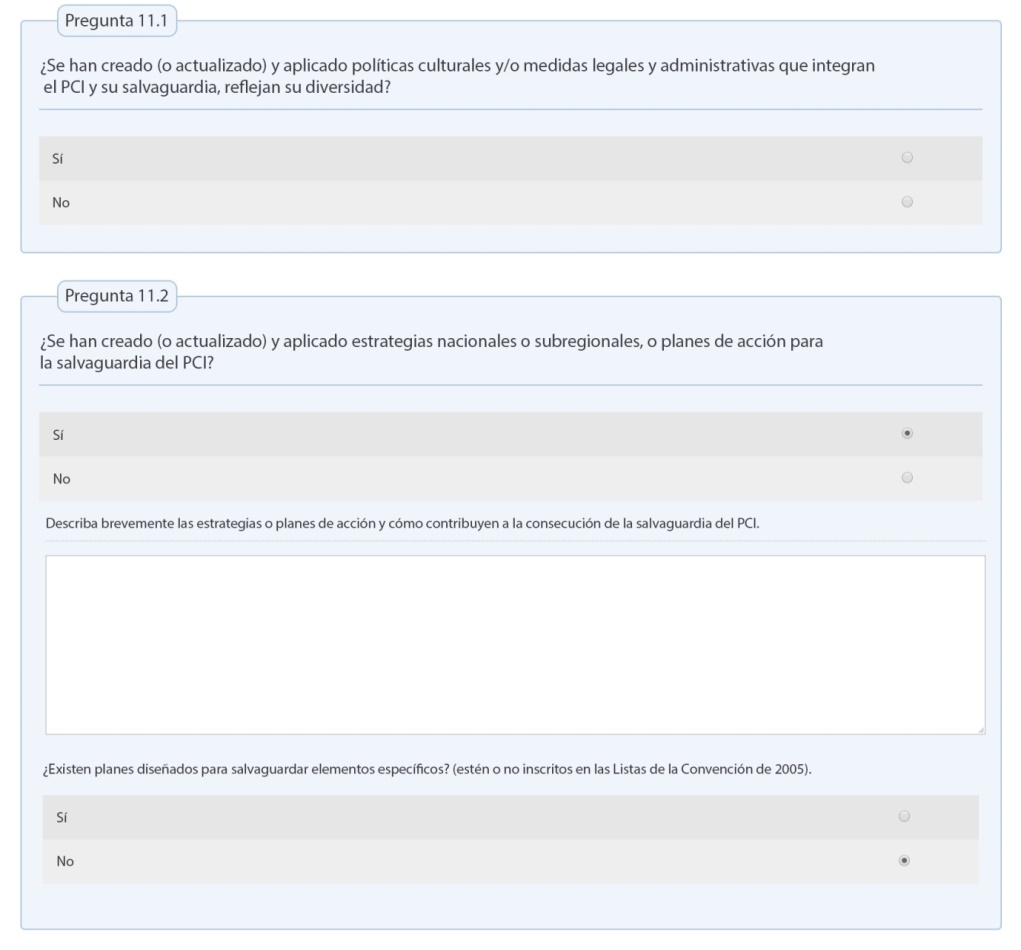 Pregunta 11.1
¿Se han creado (o actualizado) y aplicado políticas culturales y/o medidas legales y administrativas que integran
el PCI y su salvaguardia, reflejan su diversidad?
Sí
No
Pregunta 11.2
¿Se han creado (o actualizado) y aplicado estrategias nacionales o subregionales, o planes de acción para
la salvaguardia del PCI?
Sí
No
Describa brevemente las estrategias o planes de acción y cómo contribuyen a la consecución de la salvaguardia del PCI.
¿Existen planes diseñados para salvaguardar elementos específicos? (estén o no inscritos en las Listas de la Convención de 2005).
Sí
No